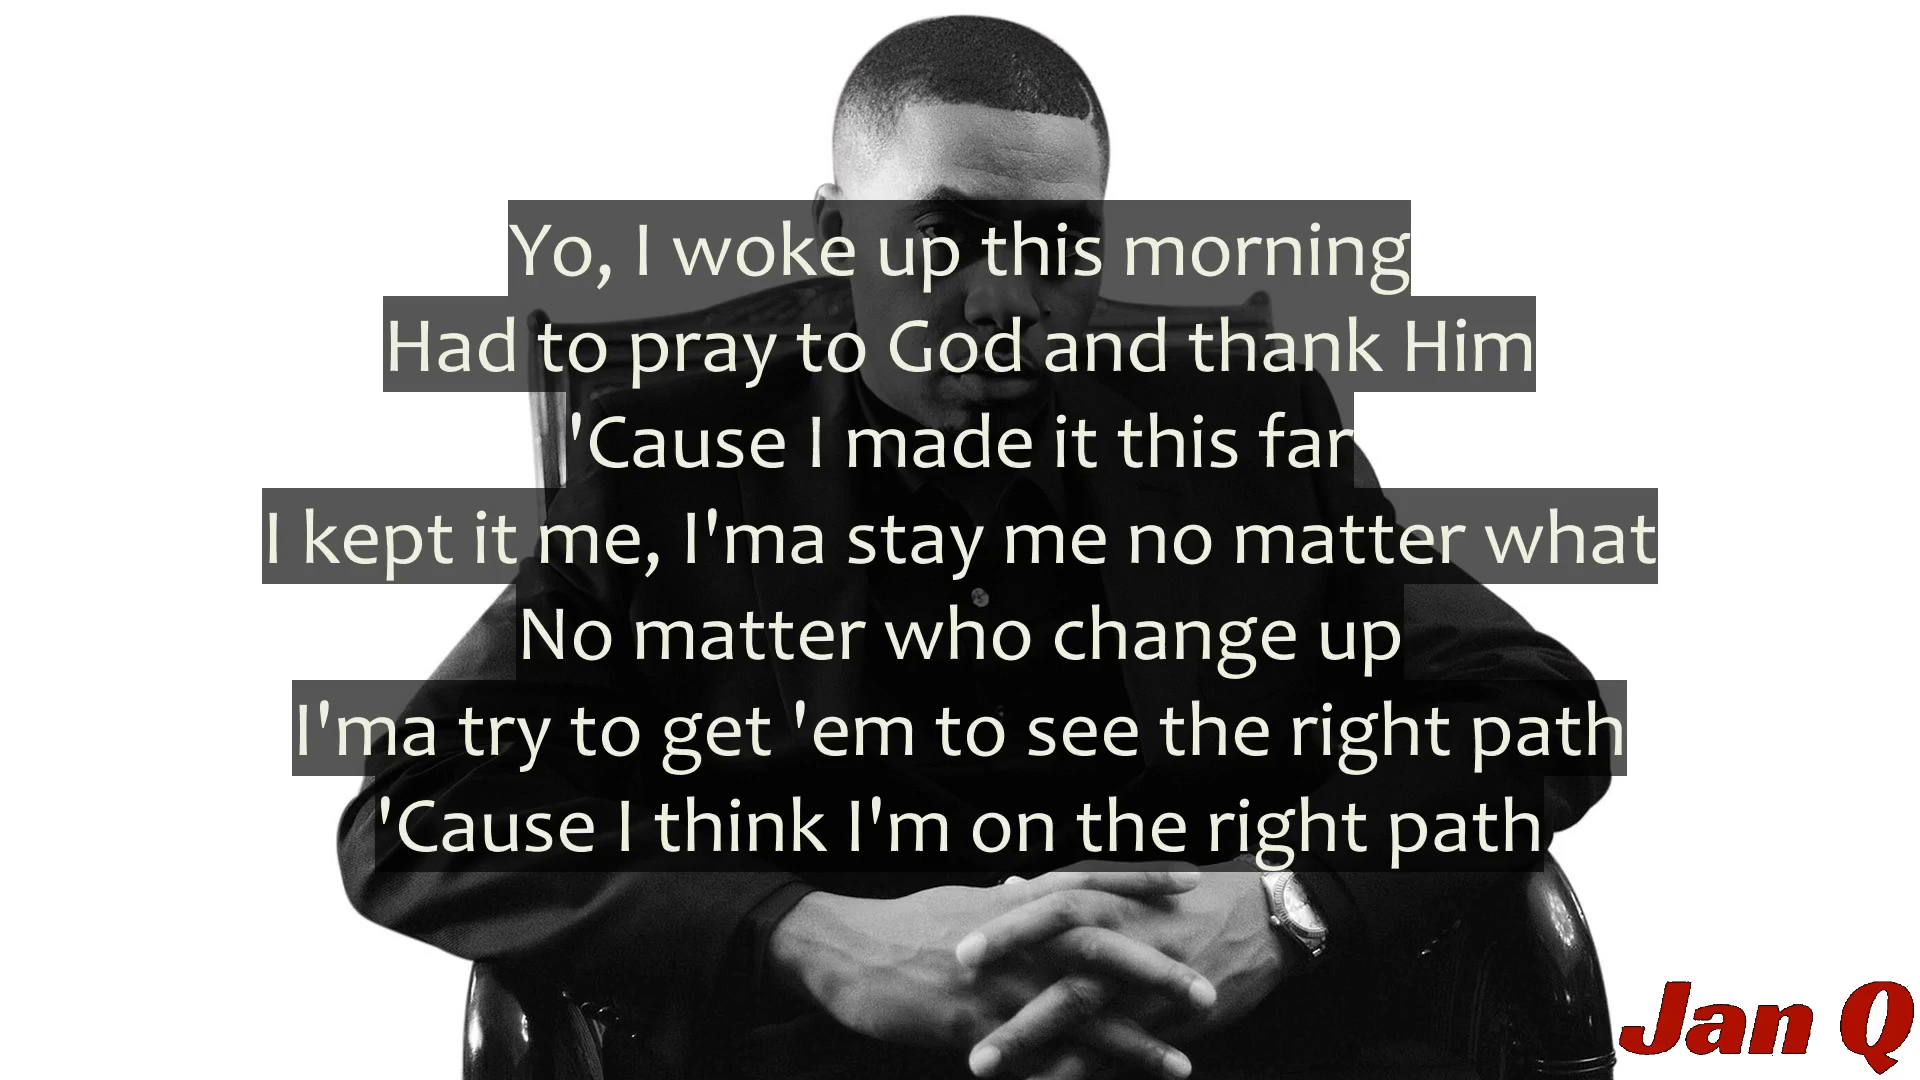 Yo, I woke up this morning
Had to pray to God and thank Him
'Cause I made it this far
I kept it me, I'ma stay me no matter what
No matter who change up
I'ma try to get 'em to see the right path
'Cause I think I'm on the right path
Jan Q